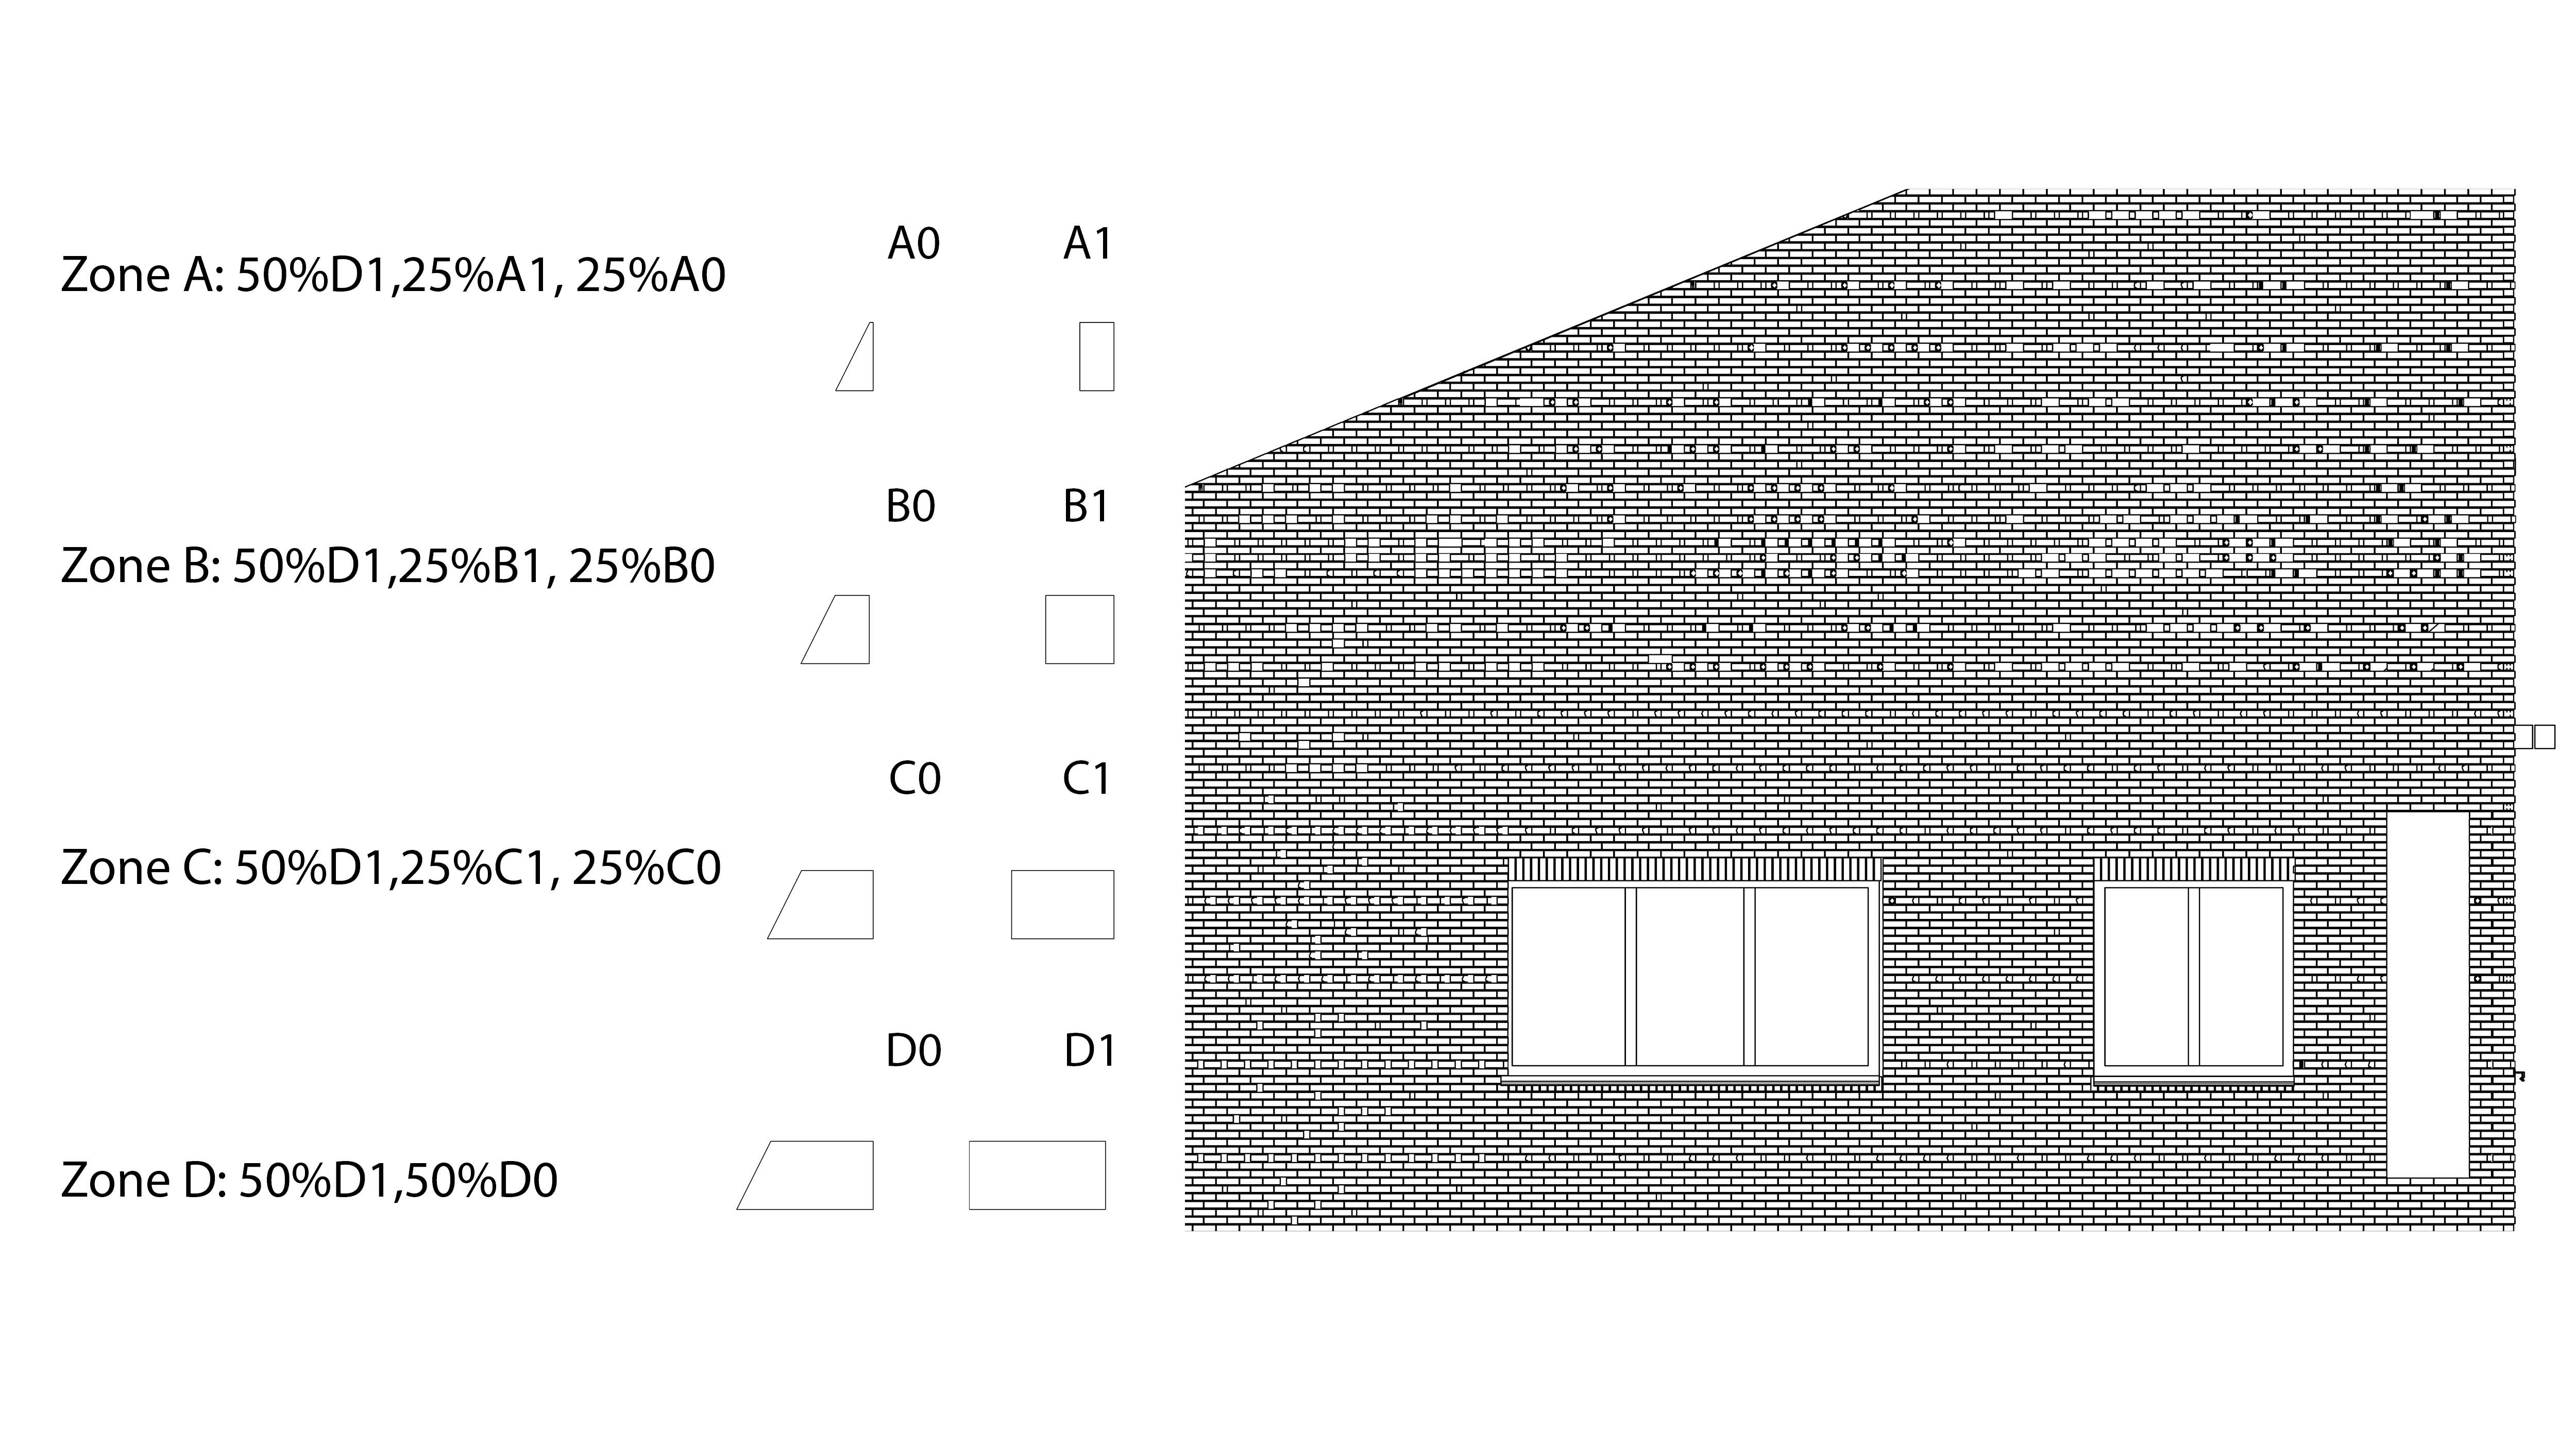 A0 A1
Zone A: 50%D1,25%A1, 25%A0
B0 B1
Zone B: 50%D1,25%B1, 25%B0
C0 C1
Zone C: 50%D1,25%C1, 25%C0
D0 D1
Zone D: 50%D1,50%D0